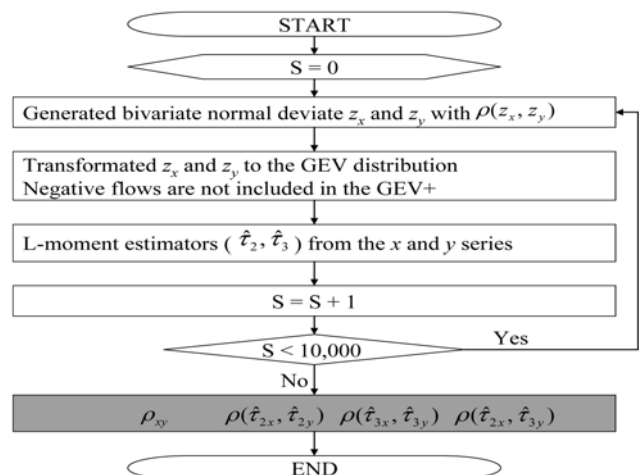 START
S = 0
Generated bivariate normal deviate z_x and z_y with ρ(z_x, z_y)
Transformated z_x and z_y to the GEV distribution
Negative flows are not included in the GEV+
L-moment estimators ( τ̂_2, τ̂_3 ) from the x and y series
S = S + 1
S < 10,000
Yes
No
ρ_xy ρ(τ̂_2x, τ̂_2y) ρ(τ̂_3x, τ̂_3y) ρ(τ̂_2x, τ̂_3y)
END